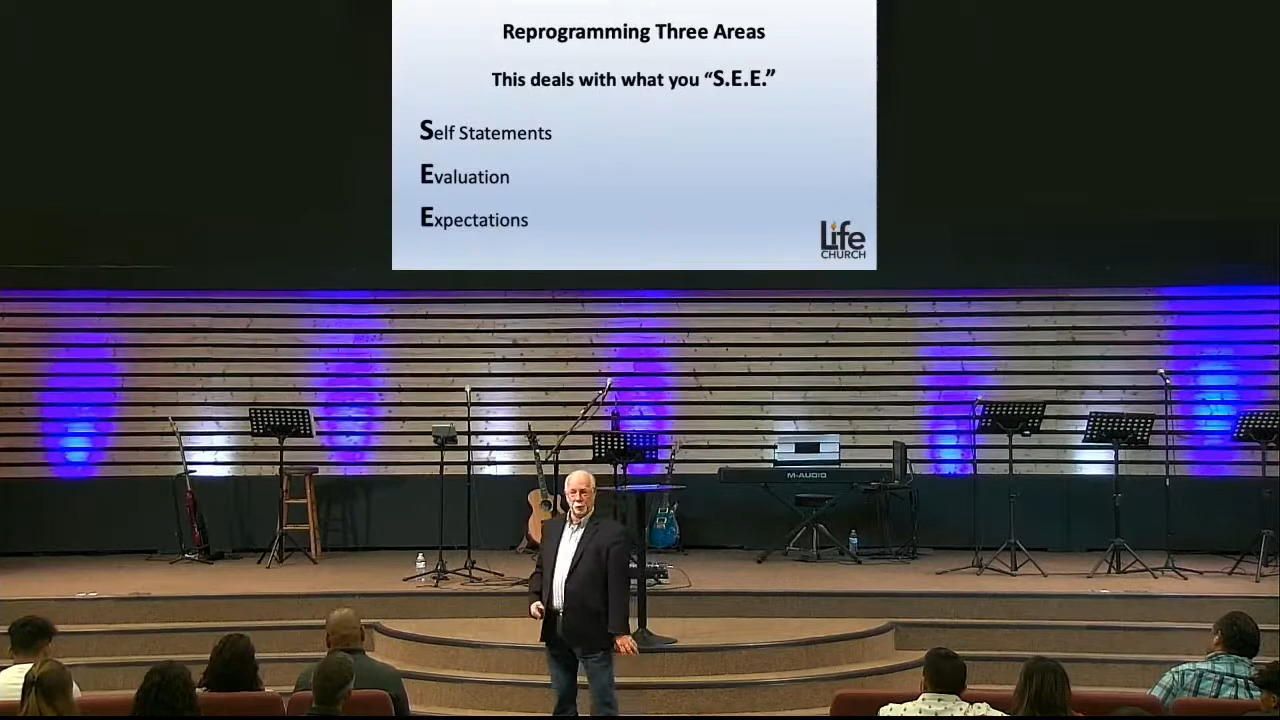 Reprogramming Three Areas
This deals with what you “S.E.E.”
Self Statements
Evaluation
Expectations
Life
CHURCH
M-AUDIO